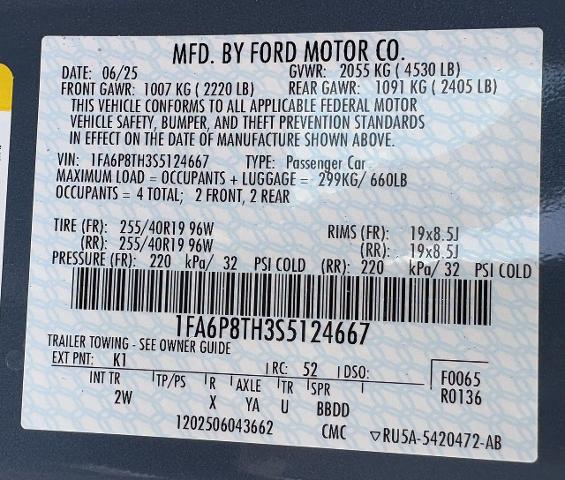 MFD. BY FORD MOTOR CO.
DATE: 06/25 GVWR: 2055 KG ( 4530 LB)
FRONT GAWR: 1007 KG ( 2220 LB) REAR GAWR: 1091 KG ( 2405 LB)
THIS VEHICLE CONFORMS TO ALL APPLICABLE FEDERAL MOTOR
VEHICLE SAFETY, BUMPER, AND THEFT PREVENTION STANDARDS
IN EFFECT ON THE DATE OF MANUFACTURE SHOWN ABOVE.
VIN: 1FA6P8TH3S5124667 TYPE: Passenger Car
MAXIMUM LOAD = OCCUPANTS + LUGGAGE = 299KG/ 660LB
OCCUPANTS = 4 TOTAL; 2 FRONT, 2 REAR
TIRE (FR): 255/40R19 96W RIMS (FR): 19x8.5J
(RR): 255/40R19 96W (RR): 19x8.5J
PRESSURE (FR): 220 kPa/ 32 PSI COLD (RR): 220 kPa/ 32 PSI COLD
1FA6P8TH3S5124667
TRAILER TOWING - SEE OWNER GUIDE
EXT PNT: K1 RC: 52 DSO: F0065
INT TR TP/PS R AXLE TR SPR R0136
2W X YA U BBDD
1202506043662 CMC ▽RU5A-5420472-AB